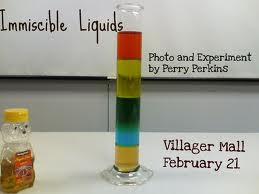 Immiscible Liquids
Photo and Experiment
by Perry Perkins
Villager Mall
February 21